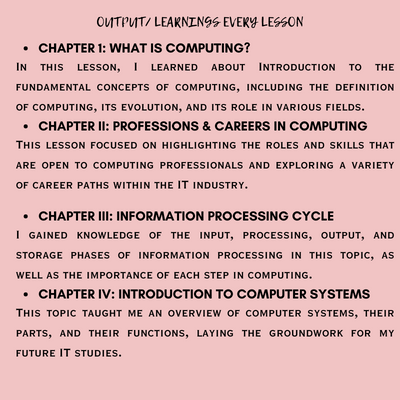 OUTPUT/ LEARNINGS EVERY LESSON
• CHAPTER 1: WHAT IS COMPUTING?
IN THIS LESSON, I LEARNED ABOUT INTRODUCTION TO THE
FUNDAMENTAL CONCEPTS OF COMPUTING, INCLUDING THE DEFINITION
OF COMPUTING, ITS EVOLUTION, AND ITS ROLE IN VARIOUS FIELDS.
• CHAPTER II: PROFESSIONS & CAREERS IN COMPUTING
THIS LESSON FOCUSED ON HIGHLIGHTING THE ROLES AND SKILLS THAT
ARE OPEN TO COMPUTING PROFESSIONALS AND EXPLORING A VARIETY
OF CAREER PATHS WITHIN THE IT INDUSTRY.
• CHAPTER III: INFORMATION PROCESSING CYCLE
I GAINED KNOWLEDGE OF THE INPUT, PROCESSING, OUTPUT, AND
STORAGE PHASES OF INFORMATION PROCESSING IN THIS TOPIC, AS
WELL AS THE IMPORTANCE OF EACH STEP IN COMPUTING.
• CHAPTER IV: INTRODUCTION TO COMPUTER SYSTEMS
THIS TOPIC TAUGHT ME AN OVERVIEW OF COMPUTER SYSTEMS, THEIR
PARTS, AND THEIR FUNCTIONS, LAYING THE GROUNDWORK FOR MY
FUTURE IT STUDIES.